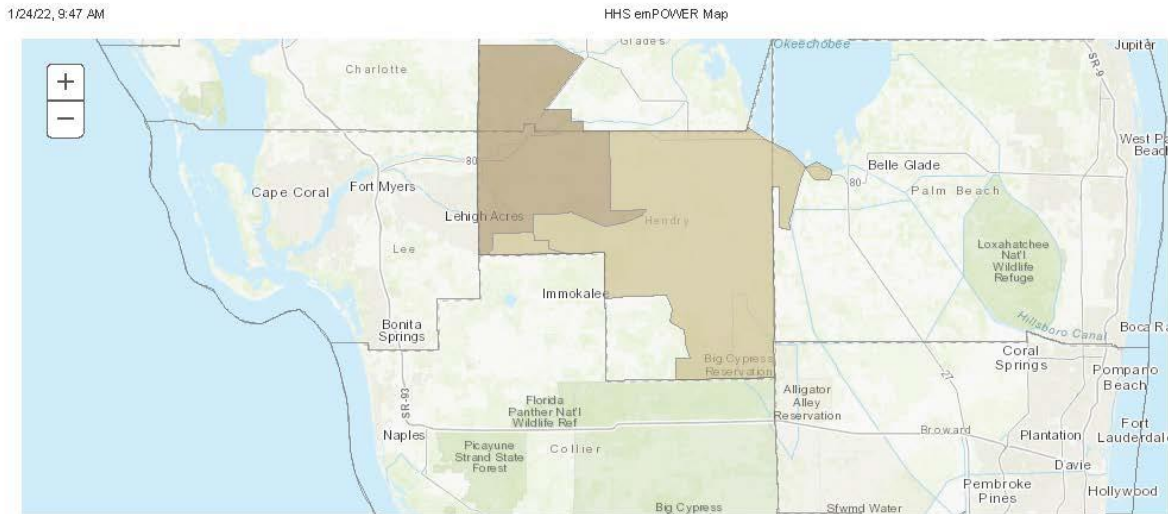 1/24/22, 9:47 AM
HHS emPOWER Map
+
−
Charlotte
Glades
Okeechobee
Jupiter
SR-9
West Pa
Beach
80
Belle Glade
80
Palm Beach
Cape Coral
Fort Myers
Lehigh Acres
Hendry
Lee
Loxahatchee
Nat'l
Wildlife
Refuge
Immokalee
Bonita
Springs
Hillsboro Canal
Boca Ra
Coral
Springs
Big Cypress
Reservation
27
Pompano
Beach
Alligator
Alley
Reservation
SR-93
Florida
Panther Nat'l
Wildlife Ref
Naples
Broward
Plantation
Fort
Lauderdale
Picayune
Strand State
Forest
Collier
Davie
Pembroke
Pines
Hollywood
Big Cypress
Sfwmd Water